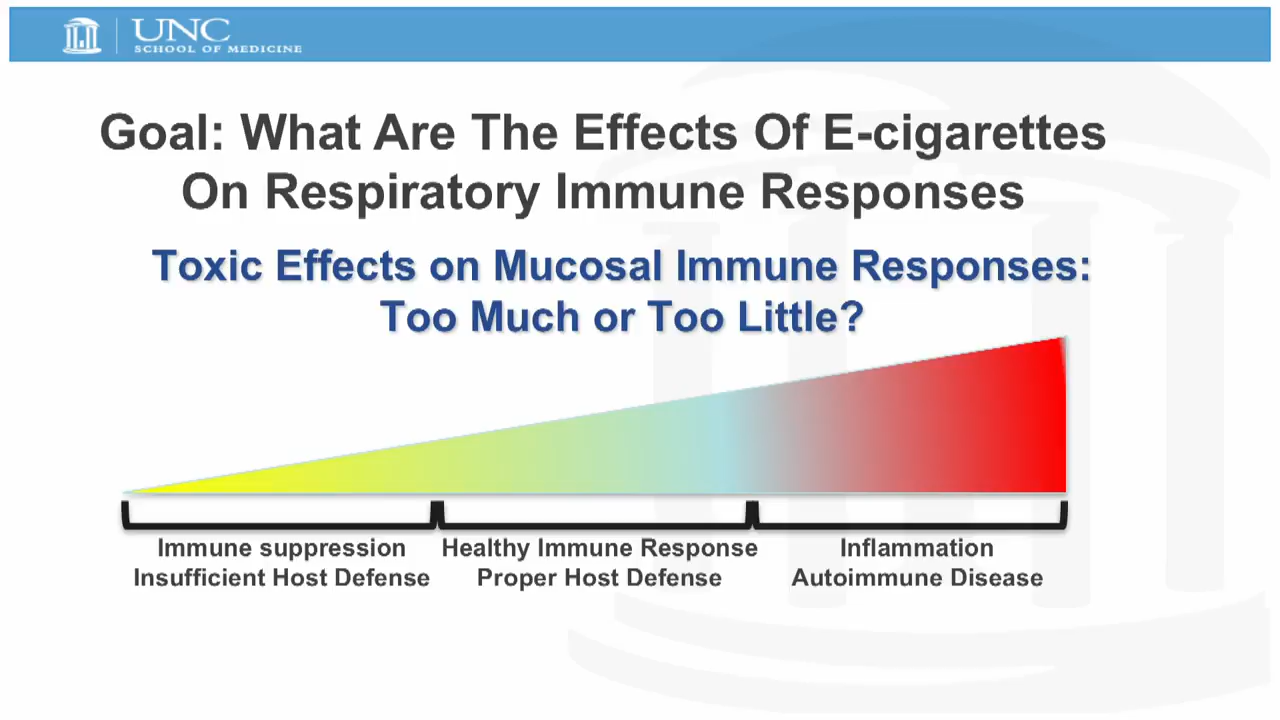 UNC
SCHOOL OF MEDICINE
Goal: What Are The Effects Of E-cigarettes
On Respiratory Immune Responses
Toxic Effects on Mucosal Immune Responses:
Too Much or Too Little?
Immune suppression
Insufficient Host Defense
Healthy Immune Response
Proper Host Defense
Inflammation
Autoimmune Disease